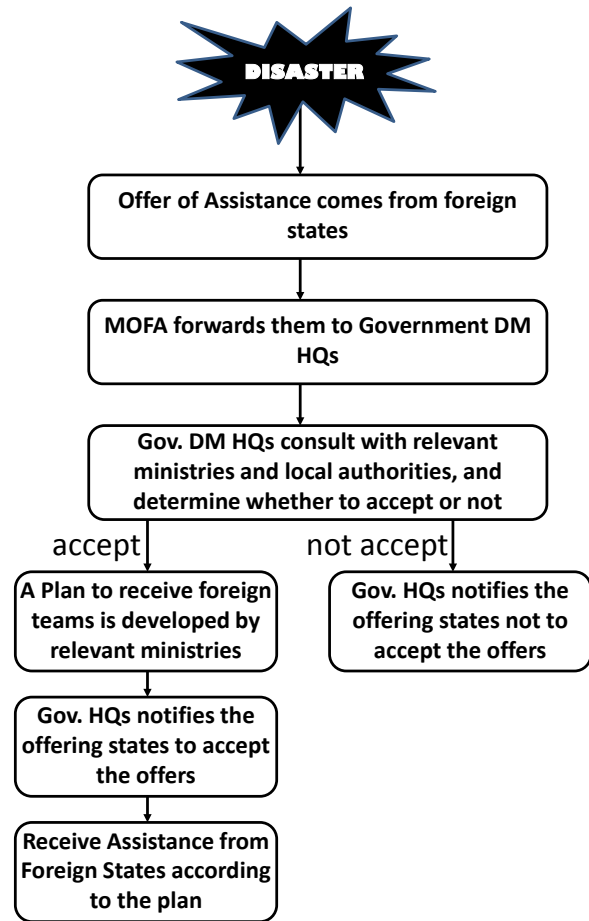 DISASTER
Offer of Assistance comes from foreign
states
MOFA forwards them to Government DM
HQs
Gov. DM HQs consult with relevant
ministries and local authorities, and
determine whether to accept or not
accept
not accept
A Plan to receive foreign
teams is developed by
relevant ministries
Gov. HQs notifies the
offering states not to
accept the offers
Gov. HQs notifies the
offering states to accept
the offers
Receive Assistance from
Foreign States according
to the plan